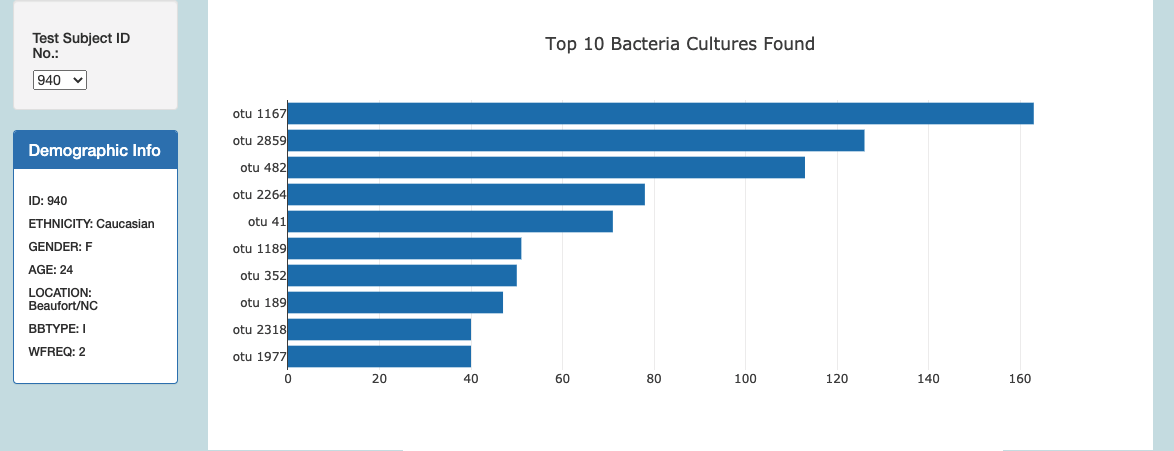 Test Subject ID
No.:
940
Demographic Info
ID: 940
ETHNICITY: Caucasian
GENDER: F
AGE: 24
LOCATION:
Beaufort/NC
BBTYPE: I
WFREQ: 2
Top 10 Bacteria Cultures Found
otu 1167
otu 2859
otu 482
otu 2264
otu 41
otu 1189
otu 352
otu 189
otu 2318
otu 1977
0 20 40 60 80 100 120 140 160